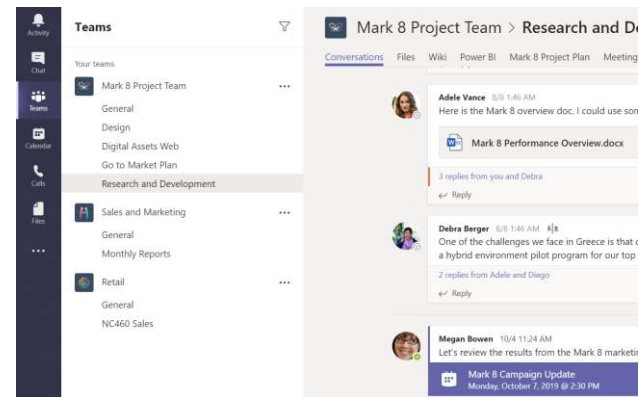 Activity
Chat
Teams
Calendar
Calls
Files
Teams
Your teams
Mark 8 Project Team
General
Design
Digital Assets Web
Go to Market Plan
Research and Development
Sales and Marketing
General
Monthly Reports
Retail
General
NC460 Sales
Mark 8 Project Team > Research and De
Conversations Files Wiki Power BI Mark 8 Project Plan Meeting
Adele Vance 8/8 1:46 AM
Here is the Mark 8 overview doc. I could use som
Mark 8 Performance Overview.docx
3 replies from you and Debra
Reply
Debra Berger 8/8 1:46 AM
One of the challenges we face in Greece is that
a hybrid environment pilot program for our top
2 replies from Adele and Diego
Reply
Megan Bowen 10/4 11:24 AM
Let's review the results from the Mark 8 marketi
Mark 8 Campaign Update
Monday, October 7, 2019 @ 2:30 PM